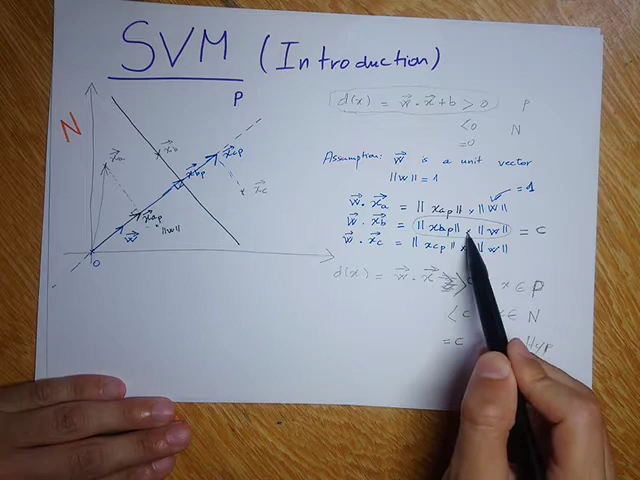 SVM (Introduction)
P
N
d(x) = w⃗ . x⃗ + b > 0 P
< 0 N
= 0
Assumption: w⃗ is a unit vector
||w|| = 1
= 1
w⃗ . x⃗a = || xap || x || w ||
w⃗ . x⃗b = || xbp || x || w || = C
w⃗ . x⃗c = || xcp || x || w ||
d(x) = w⃗ . x⃗ > x ∈ P
< C ∈ N
= C
x⃗a
x⃗b
x⃗cp
x⃗bp
x⃗c
x⃗ap
w⃗
||w||
O